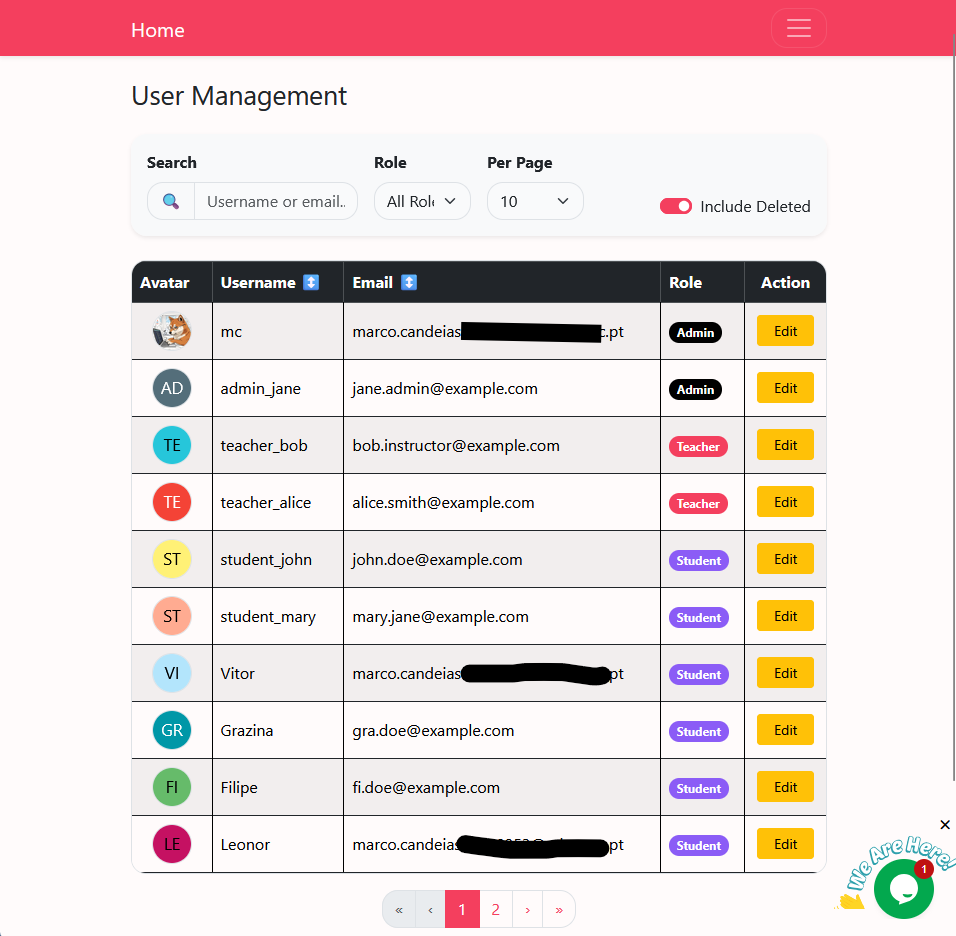 Home
User Management
Search Role Per Page
Username or email.. All Rol 10 Include Deleted
Avatar Username Email Role Action
mc marco.candeias .pt Admin Edit
AD admin_jane jane.admin@example.com Admin Edit
TE teacher_bob bob.instructor@example.com Teacher Edit
TE teacher_alice alice.smith@example.com Teacher Edit
ST student_john john.doe@example.com Student Edit
ST student_mary mary.jane@example.com Student Edit
VI Vitor marco.candeias pt Student Edit
GR Grazina gra.doe@example.com Student Edit
FI Filipe fi.doe@example.com Student Edit
LE Leonor marco.candeias pt Student Edit
« ‹ 1 2 › »
We Are Here!
1